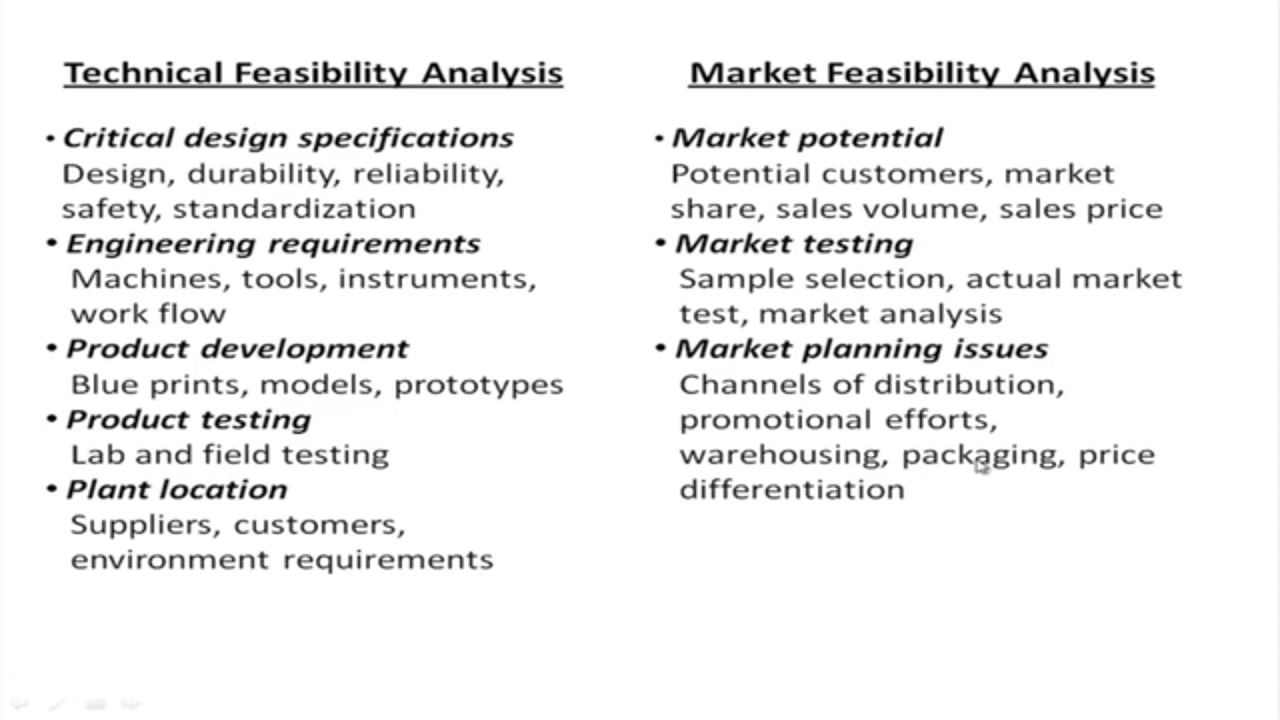 Technical Feasibility Analysis
• Critical design specifications
Design, durability, reliability,
safety, standardization
• Engineering requirements
Machines, tools, instruments,
work flow
• Product development
Blue prints, models, prototypes
• Product testing
Lab and field testing
• Plant location
Suppliers, customers,
environment requirements
Market Feasibility Analysis
• Market potential
Potential customers, market
share, sales volume, sales price
• Market testing
Sample selection, actual market
test, market analysis
• Market planning issues
Channels of distribution,
promotional efforts,
warehousing, packaging, price
differentiation